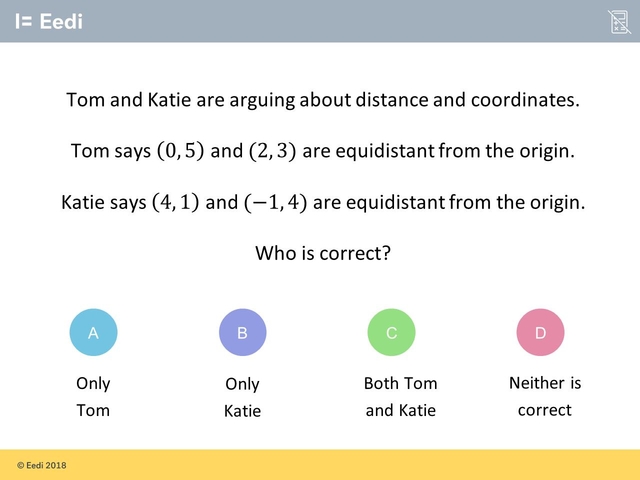 I= Eedi
Tom and Katie are arguing about distance and coordinates.
Tom says (0, 5) and (2, 3) are equidistant from the origin.
Katie says (4, 1) and (−1, 4) are equidistant from the origin.
Who is correct?
A B C D
Only Only Both Tom Neither is
Tom Katie and Katie correct
© Eedi 2018